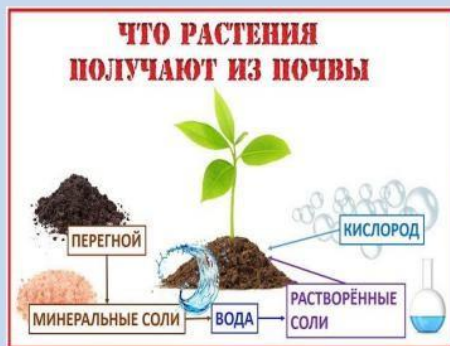 ЧТО РАСТЕНИЯ
ПОЛУЧАЮТ ИЗ ПОЧВЫ
ПЕРЕГНОЙ
КИСЛОРОД
МИНЕРАЛЬНЫЕ СОЛИ
ВОДА
РАСТВОРЁННЫЕ
СОЛИ